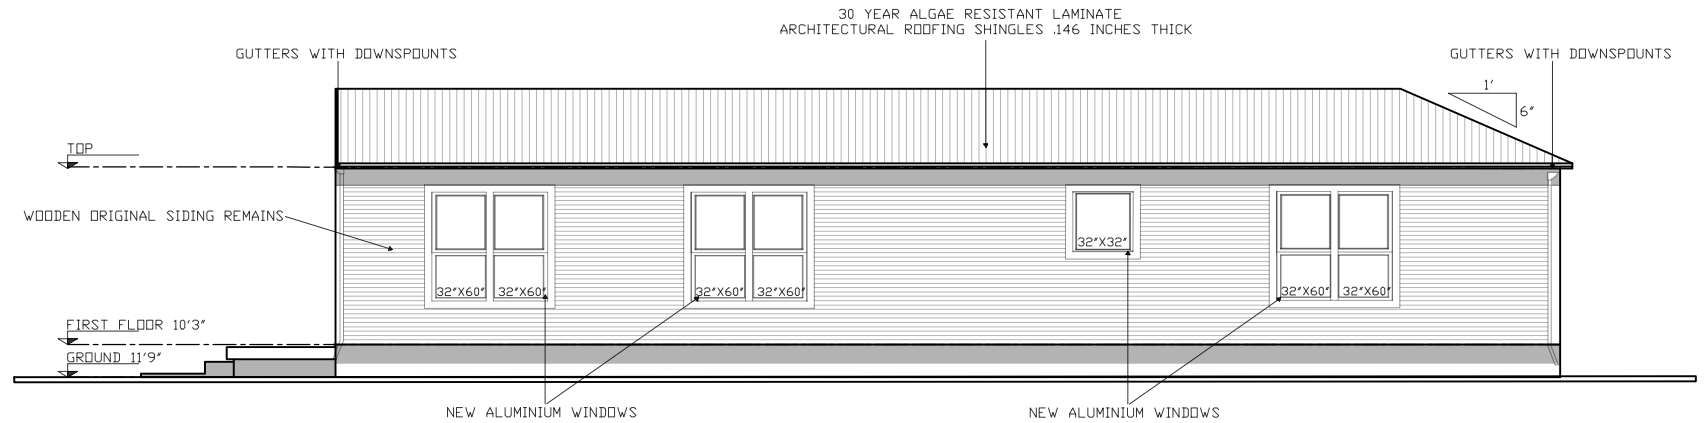 30 YEAR ALGAE RESISTANT LAMINATE
ARCHITECTURAL ROOFING SHINGLES .146 INCHES THICK
GUTTERS WITH DOWNSPOUNTS
GUTTERS WITH DOWNSPOUNTS
1'
6"
TOP
WOODEN ORIGINAL SIDING REMAINS
32"X32"
32"X60"
32"X60"
32"X60"
32"X60"
32"X60"
32"X60"
FIRST FLOOR 10'3"
GROUND 11'9"
NEW ALUMINIUM WINDOWS
NEW ALUMINIUM WINDOWS